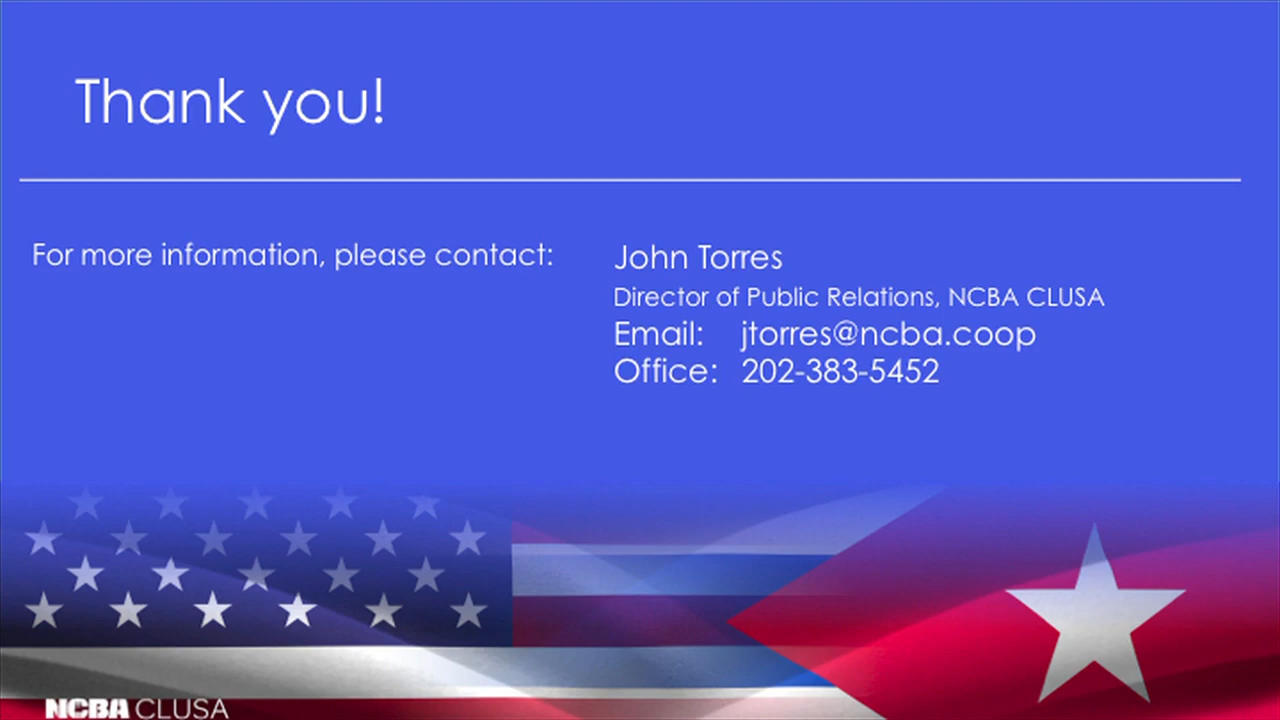 Thank you!
For more information, please contact:
John Torres
Director of Public Relations, NCBA CLUSA
Email: jtorres@ncba.coop
Office: 202-383-5452
NCBA CLUSA